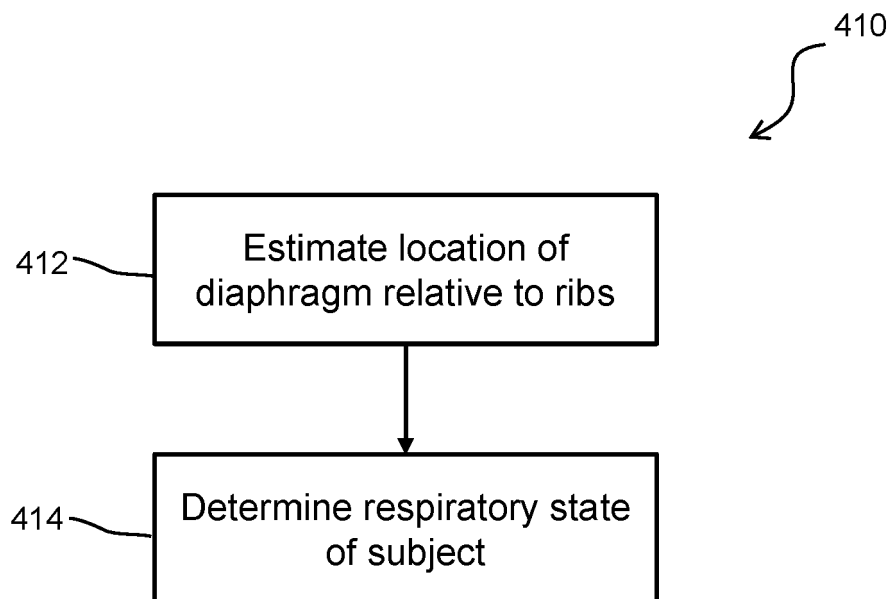 410
412
Estimate location of
diaphragm relative to ribs
414
Determine respiratory state
of subject